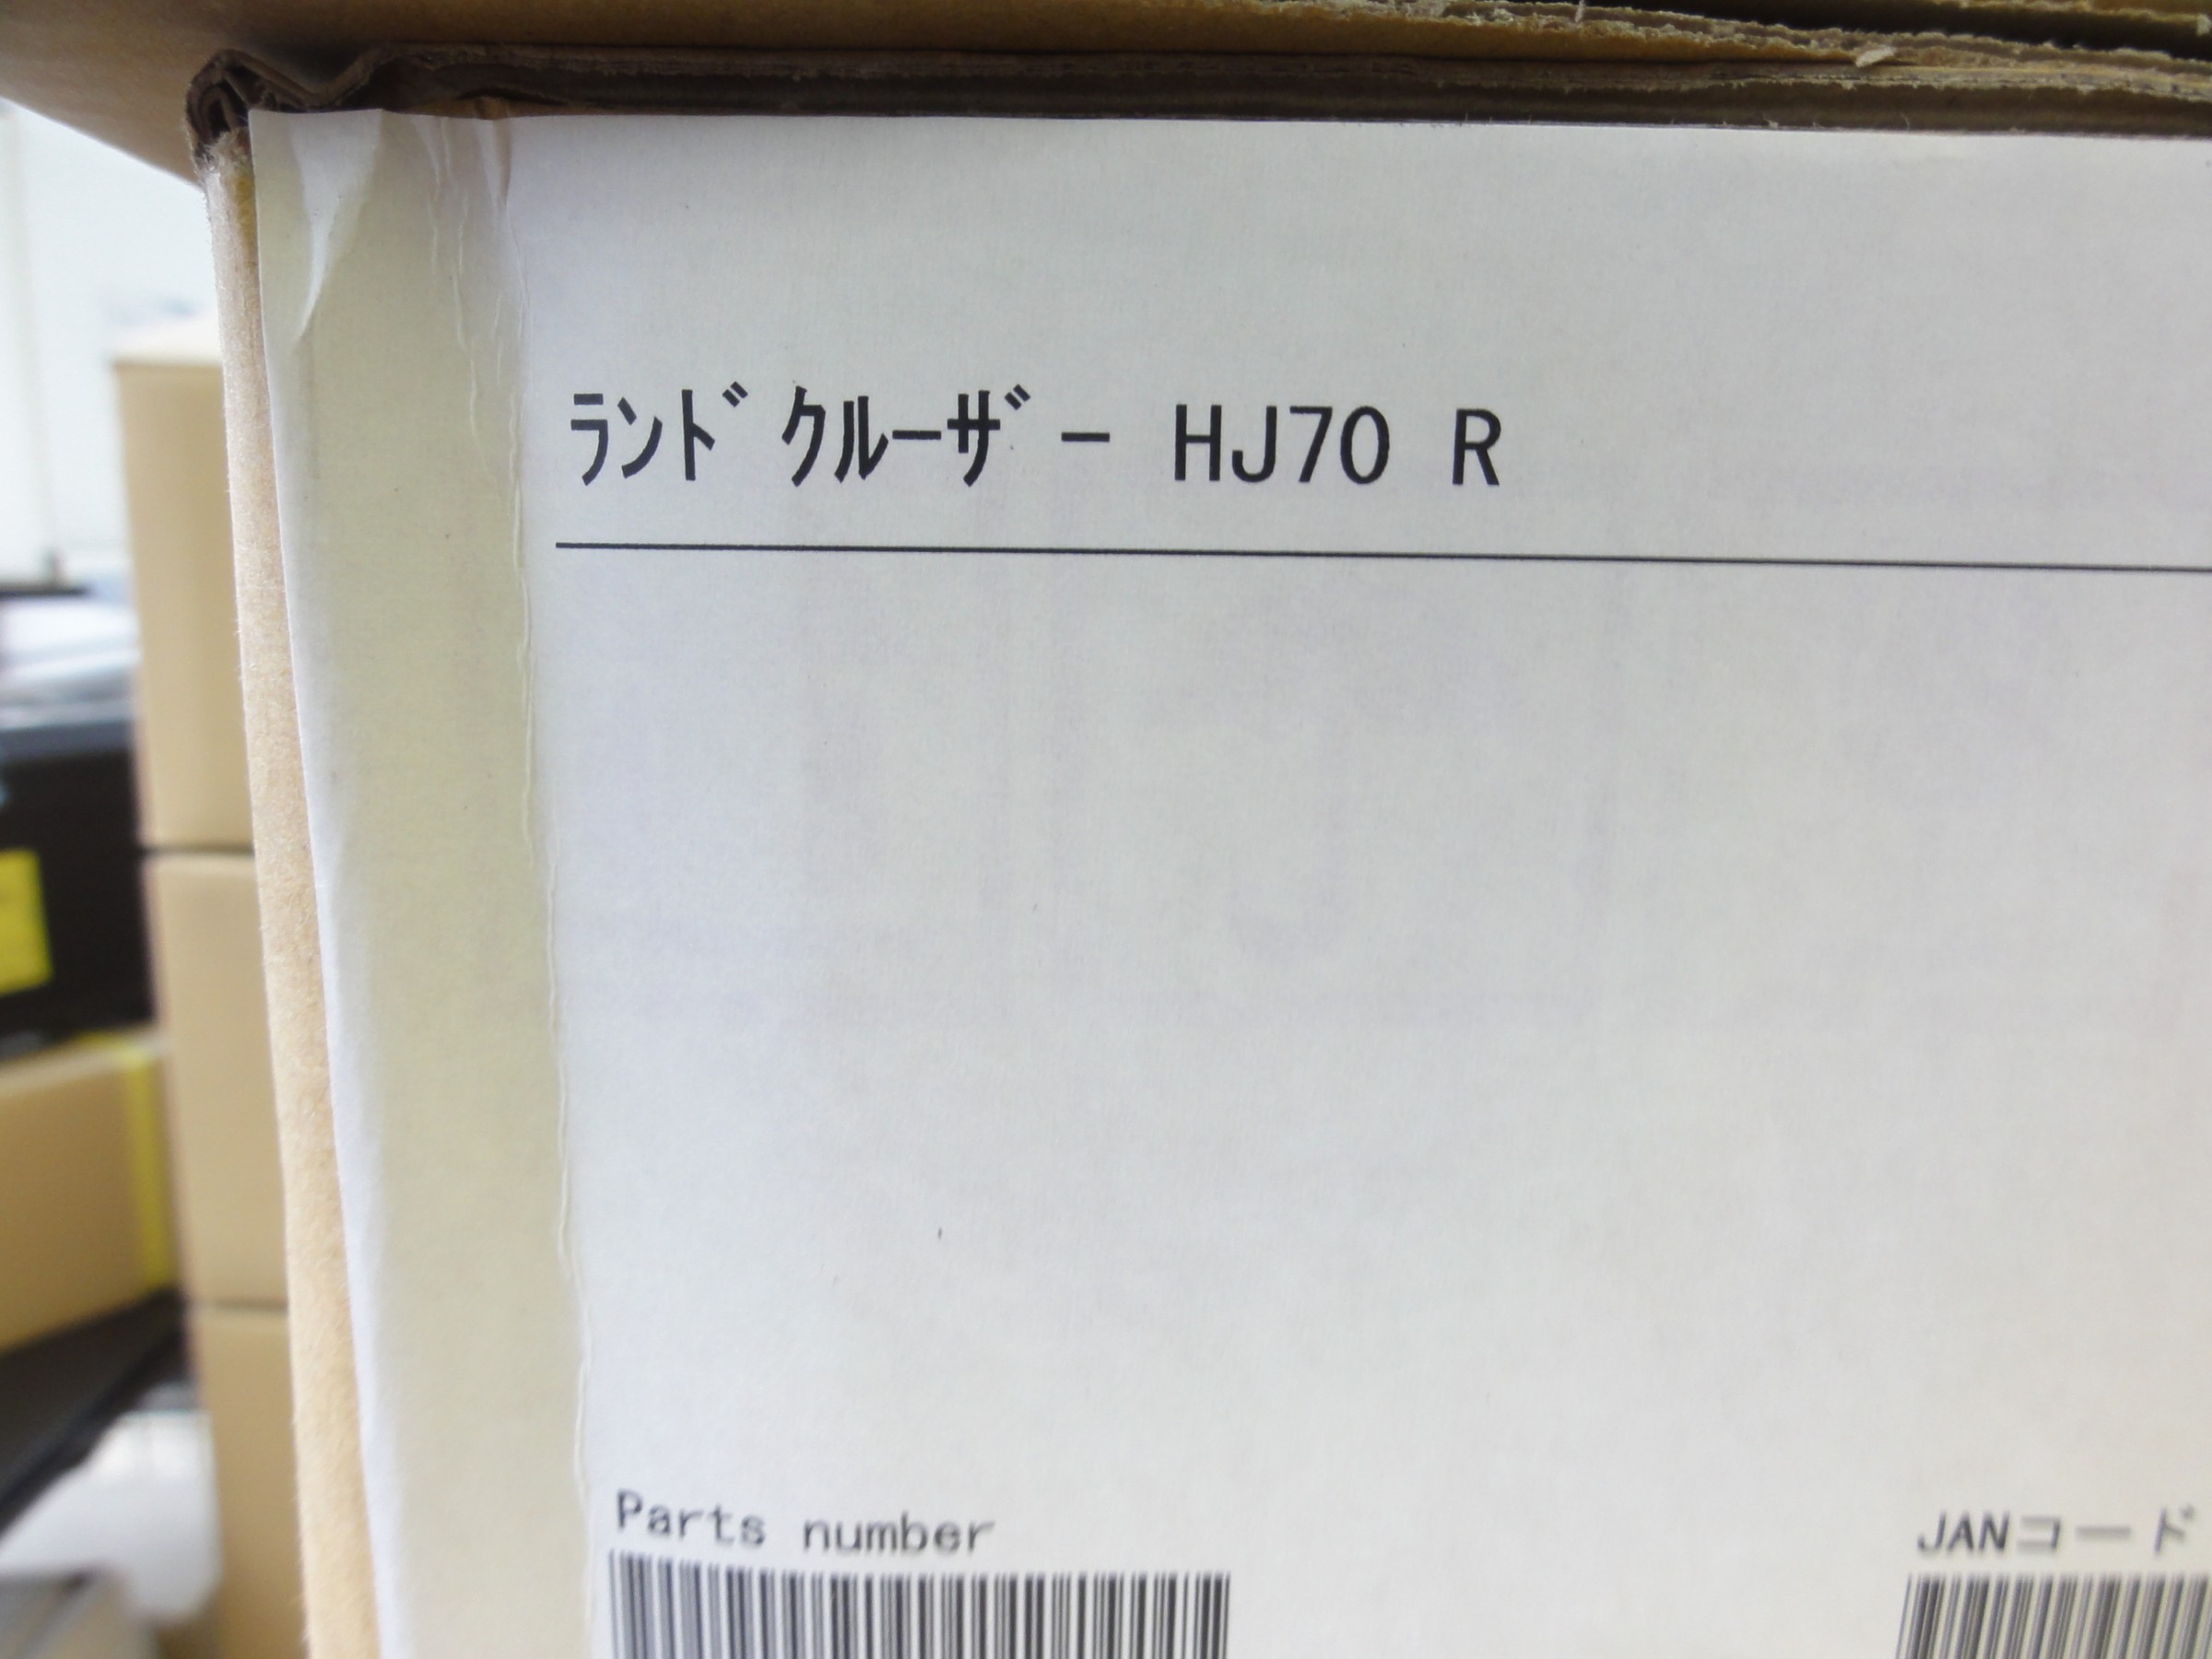 ﾗﾝﾄﾞｸﾙｰｻﾞｰ HJ70 R
Parts number
JANコード